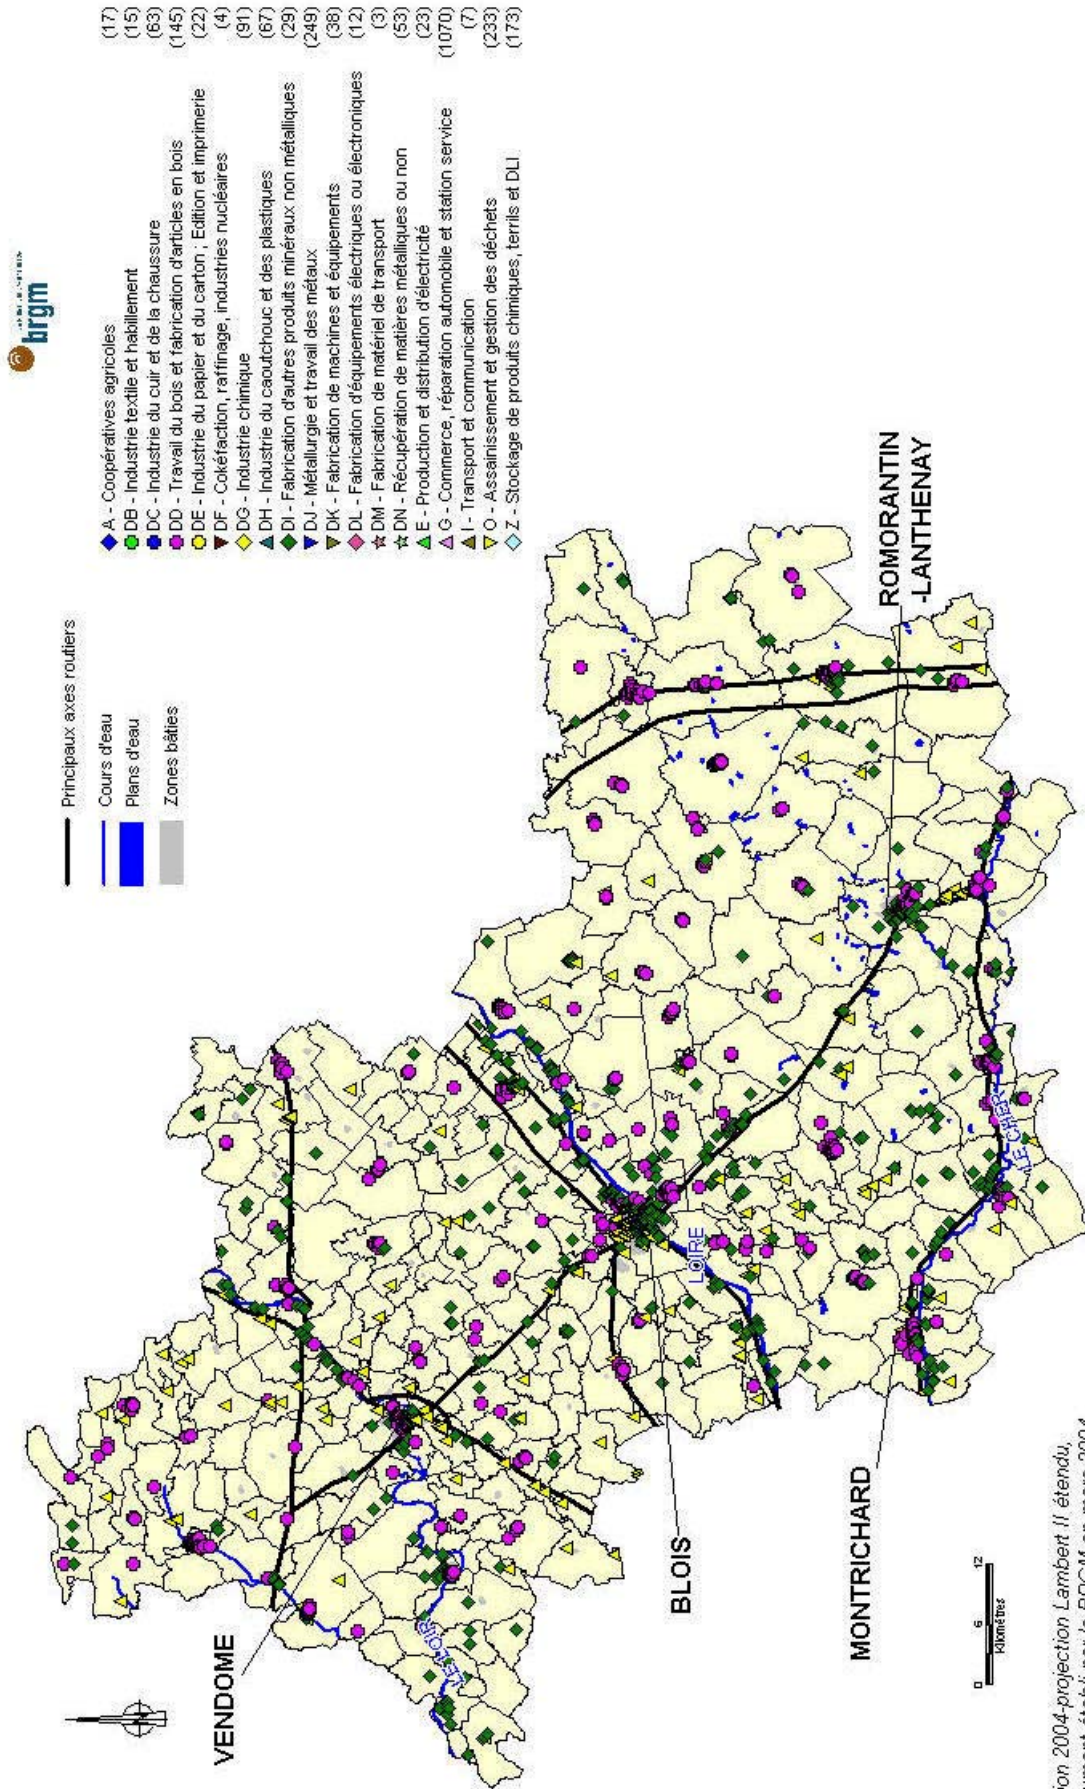 brgm
Principaux axes routiers
Cours d'eau
Plans d'eau
Zones bâties
A - Coopératives agricoles (17)
DB - Industrie textile et habillement (15)
DC - Industrie du cuir et de la chaussure (63)
DD - Travail du bois et fabrication d'articles en bois (145)
DE - Industrie du papier et du carton ; Edition et imprimerie (22)
DF - Cokéfaction, raffinage, industries nucléaires (4)
DG - Industrie chimique (91)
DH - Industrie du caoutchouc et des plastiques (67)
DI - Fabrication d'autres produits minéraux non métalliques (29)
DJ - Métallurgie et travail des métaux (249)
DK - Fabrication de machines et équipements (38)
DL - Fabrication d'équipements électriques ou électroniques (12)
DM - Fabrication de matériel de transport (3)
DN - Récupération de matières métalliques ou non (53)
E - Production et distribution d'électricité (23)
G - Commerce, réparation automobile et station service (1070)
I - Transport et communication (7)
O - Assainissement et gestion des déchets (233)
Z - Stockage de produits chimiques, terrils et DLI (173)
VENDOME
LE LOIR
BLOIS
LOIRE
MONTRICHARD
LE CHER
ROMORANTIN
-LANTHENAY
0 6 12
Kilomètres
ion 2004-projection Lambert II étendu,
établi par le BRGM en mars 2004